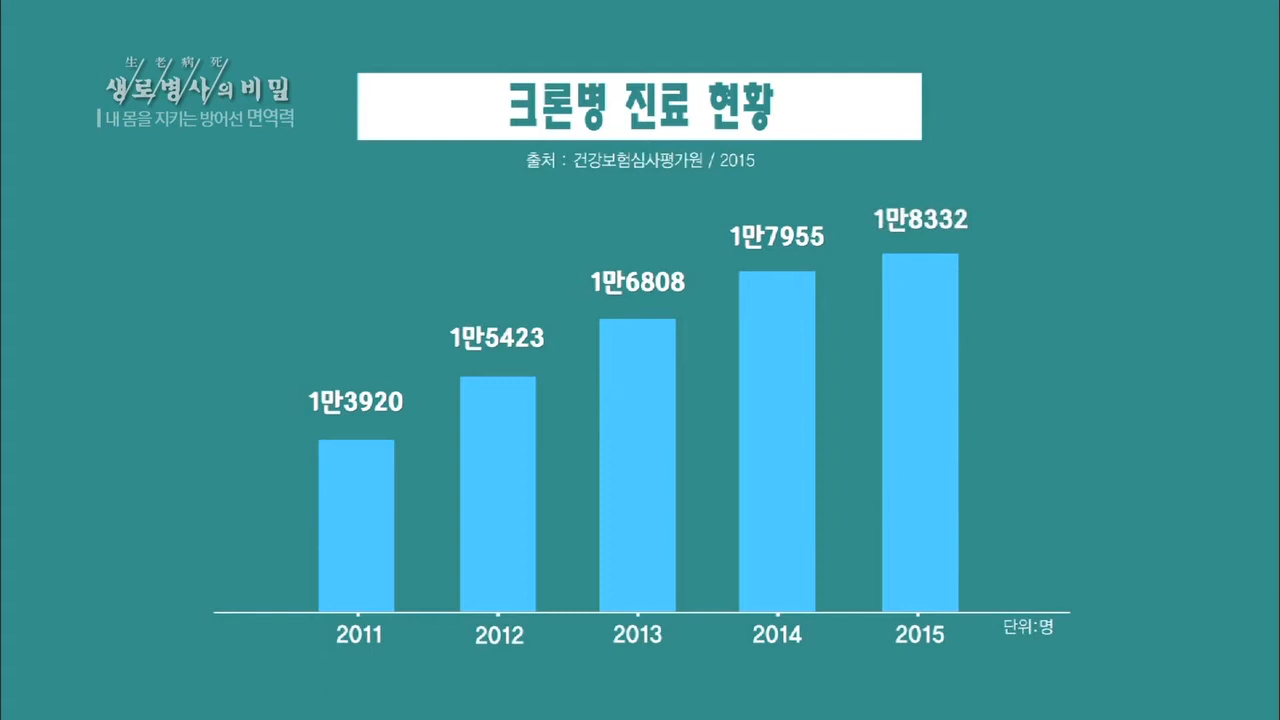 生老病死
생로병사의 비밀
내 몸을 지키는 방어선 면역력
크론병 진료 현황
출처 : 건강보험심사평가원 / 2015
1만3920
1만5423
1만6808
1만7955
1만8332
2011
2012
2013
2014
2015
단위:명